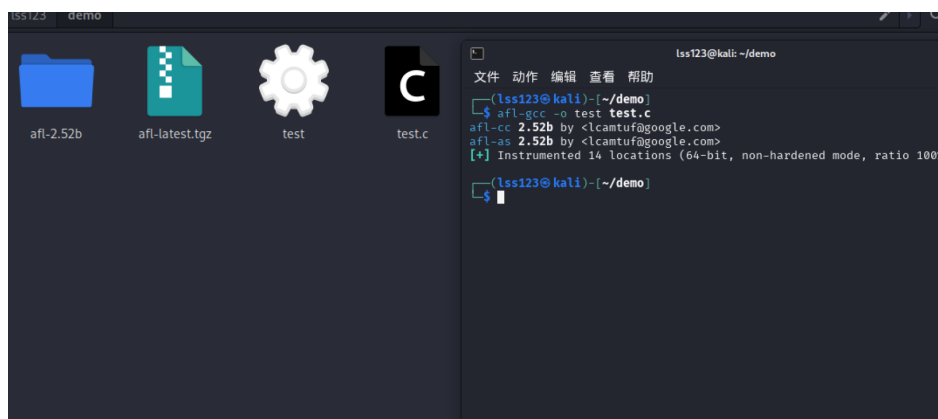 lss123 demo
afl-2.52b
afl-latest.tgz
test
test.c
lss123@kali: ~/demo
文件 动作 编辑 查看 帮助
┌──(lss123㉿kali)-[~/demo]
└─$ afl-gcc -o test test.c
afl-cc 2.52b by <lcamtuf@google.com>
afl-as 2.52b by <lcamtuf@google.com>
[+] Instrumented 14 locations (64-bit, non-hardened mode, ratio 100%
┌──(lss123㉿kali)-[~/demo]
└─$